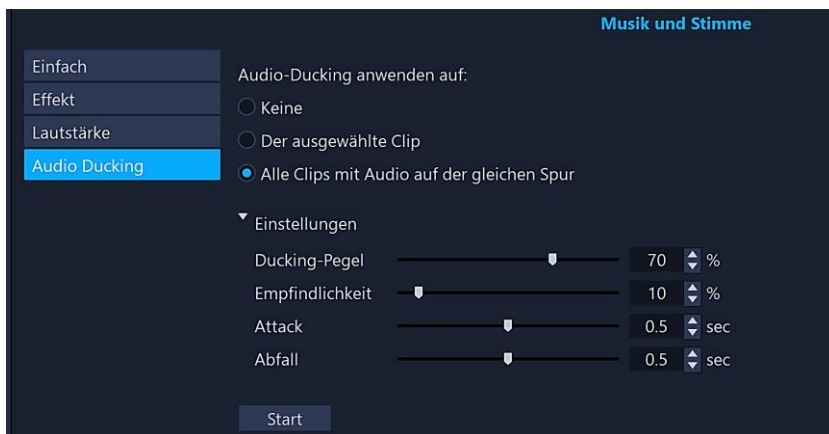 Musik und Stimme
Einfach
Effekt
Lautstärke
Audio Ducking
Audio-Ducking anwenden auf:
Keine
Der ausgewählte Clip
Alle Clips mit Audio auf der gleichen Spur
Einstellungen
Ducking-Pegel 70 %
Empfindlichkeit 10 %
Attack 0.5 sec
Abfall 0.5 sec
Start